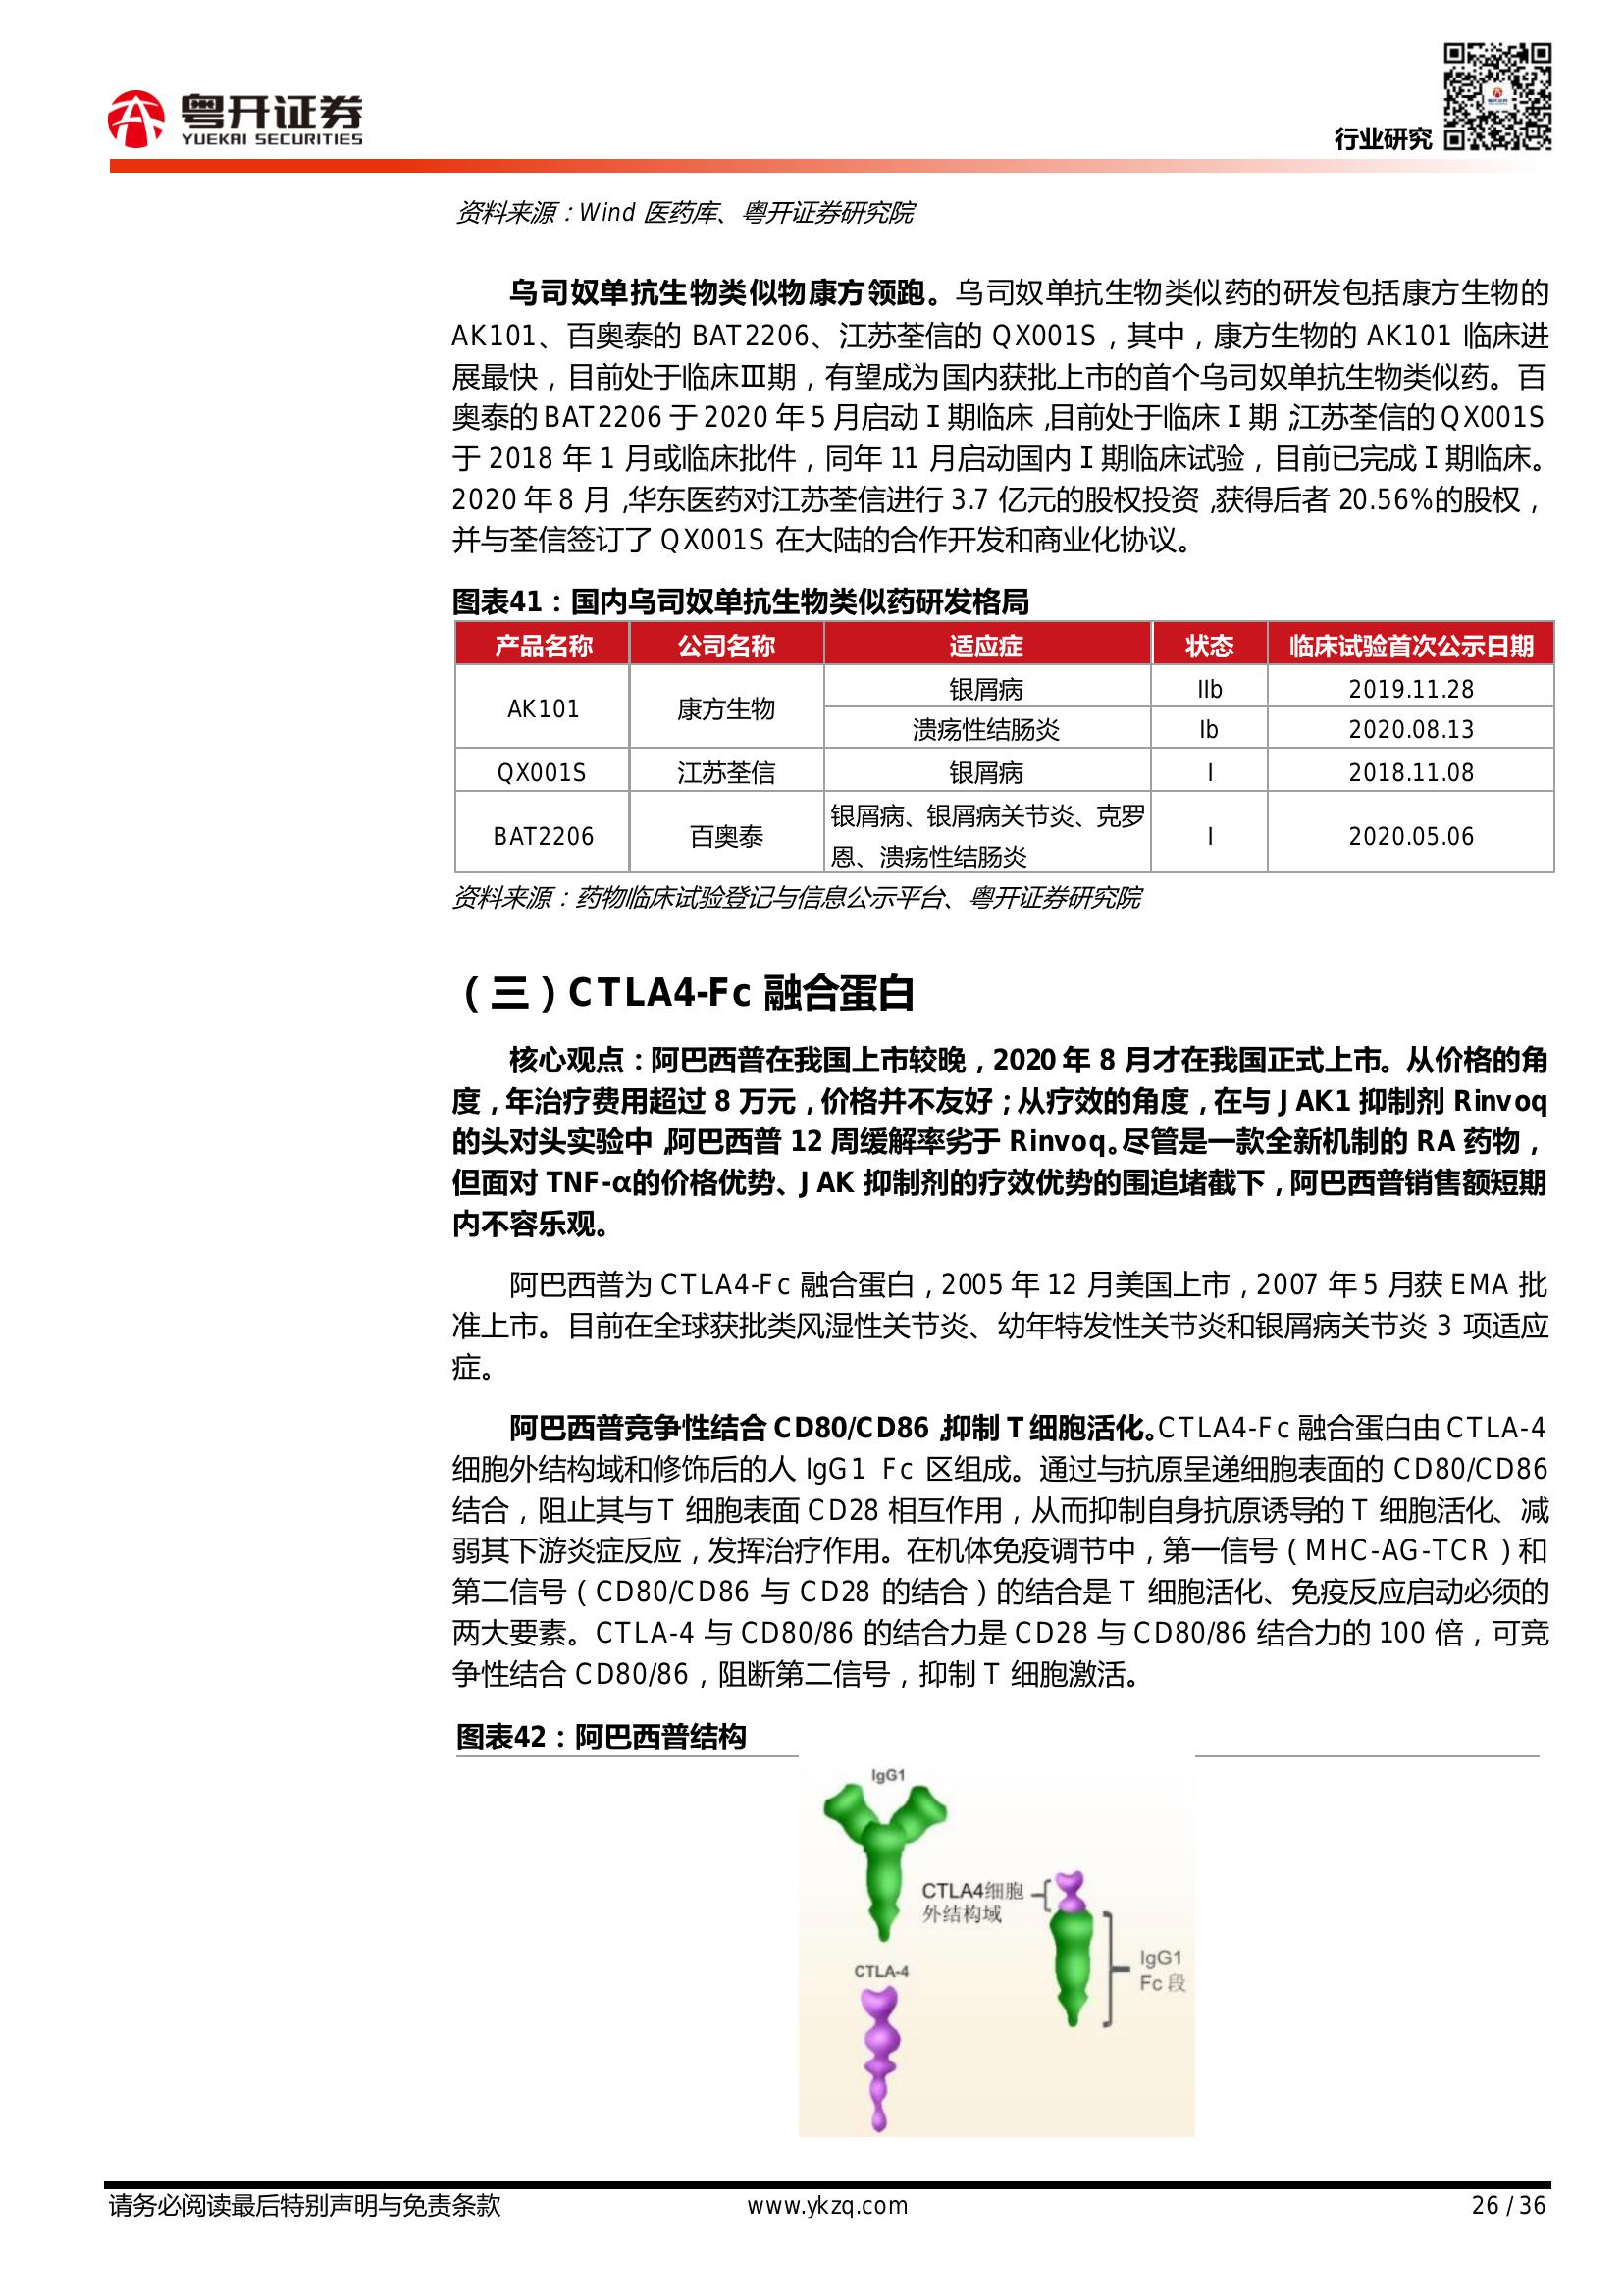 粤开证券
YUEKAI SECURITIES
行业研究
资料来源：Wind 医药库、粤开证券研究院
乌司奴单抗生物类似物康方领跑。乌司奴单抗生物类似药的研发包括康方生物的
AK101、百奥泰的 BAT2206、江苏荃信的 QX001S，其中，康方生物的 AK101 临床进
展最快，目前处于临床Ⅲ期，有望成为国内获批上市的首个乌司奴单抗生物类似药。百
奥泰的 BAT2206 于 2020 年 5 月启动 I 期临床，目前处于临床 I 期；江苏荃信的 QX001S
于 2018 年 1 月或临床批件，同年 11 月启动国内 I 期临床试验，目前已完成 I 期临床。
2020 年 8 月，华东医药对江苏荃信进行 3.7 亿元的股权投资，获得后者 20.56%的股权，
并与荃信签订了 QX001S 在大陆的合作开发和商业化协议。
图表41：国内乌司奴单抗生物类似药研发格局
产品名称 公司名称 适应症 状态 临床试验首次公示日期
AK101 康方生物 银屑病 IIb 2019.11.28
溃疡性结肠炎 Ib 2020.08.13
QX001S 江苏荃信 银屑病 I 2018.11.08
BAT2206 百奥泰 银屑病、银屑病关节炎、克罗 I 2020.05.06
恩、溃疡性结肠炎
资料来源：药物临床试验登记与信息公示平台、粤开证券研究院
（三）CTLA4-Fc 融合蛋白
核心观点：阿巴西普在我国上市较晚，2020 年 8 月才在我国正式上市。从价格的角
度，年治疗费用超过 8 万元，价格并不友好；从疗效的角度，在与 JAK1 抑制剂 Rinvoq
的头对头实验中，阿巴西普 12 周缓解率劣于 Rinvoq。尽管是一款全新机制的 RA 药物，
但面对 TNF-α的价格优势、JAK 抑制剂的疗效优势的围追堵截下，阿巴西普销售额短期
内不容乐观。
阿巴西普为 CTLA4-Fc 融合蛋白，2005 年 12 月美国上市，2007 年 5 月获 EMA 批
准上市。目前在全球获批类风湿性关节炎、幼年特发性关节炎和银屑病关节炎 3 项适应
症。
阿巴西普竞争性结合 CD80/CD86，抑制 T 细胞活化。CTLA4-Fc 融合蛋白由 CTLA-4
细胞外结构域和修饰后的人 IgG1 Fc 区组成。通过与抗原呈递细胞表面的 CD80/CD86
结合，阻止其与 T 细胞表面 CD28 相互作用，从而抑制自身抗原诱导的 T 细胞活化、减
弱其下游炎症反应，发挥治疗作用。在机体免疫调节中，第一信号（MHC-AG-TCR）和
第二信号（CD80/CD86 与 CD28 的结合）的结合是 T 细胞活化、免疫反应启动必须的
两大要素。CTLA-4 与 CD80/86 的结合力是 CD28 与 CD80/86 结合力的 100 倍，可竞
争性结合 CD80/86，阻断第二信号，抑制 T 细胞激活。
图表42：阿巴西普结构
IgG1
CTLA4细胞
外结构域
CTLA-4
IgG1
Fc 段
请务必阅读最后特别声明与免责条款 www.ykzq.com 26 / 36